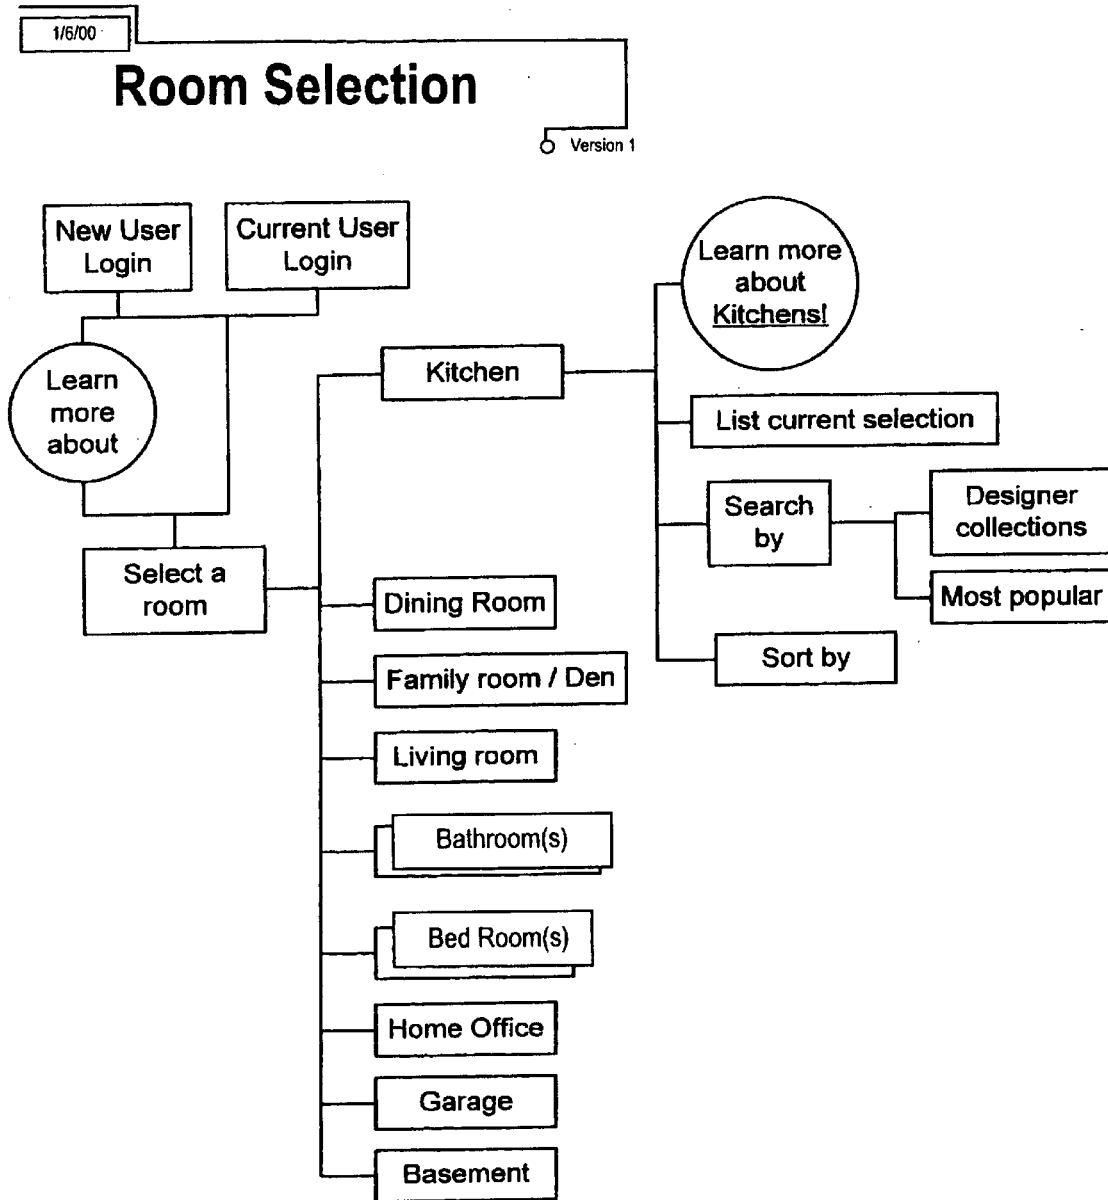 1/6/00
Room Selection
Version 1
New User
Login
Current User
Login
Learn
more
about
Select a
room
Kitchen
Dining Room
Family room / Den
Living room
Bathroom(s)
Bed Room(s)
Home Office
Garage
Basement
Learn more
about
Kitchens!
List current selection
Search
by
Designer
collections
Most popular
Sort by